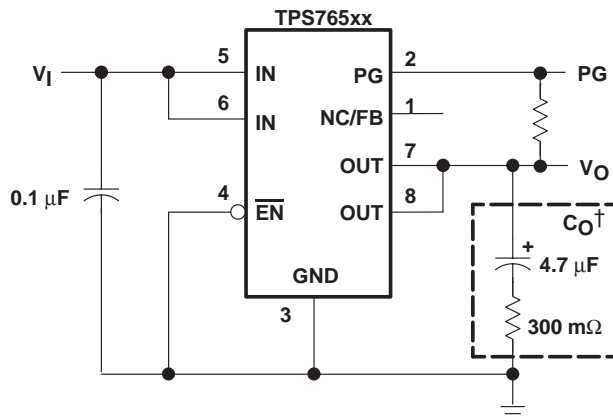 TPS765xx
V_I
5
IN
PG
2
PG
6
IN
NC/FB
1
OUT
7
V_O
0.1 μF
4
E̅N̅
OUT
8
C_O†
+
4.7 μF
GND
3
300 mΩ